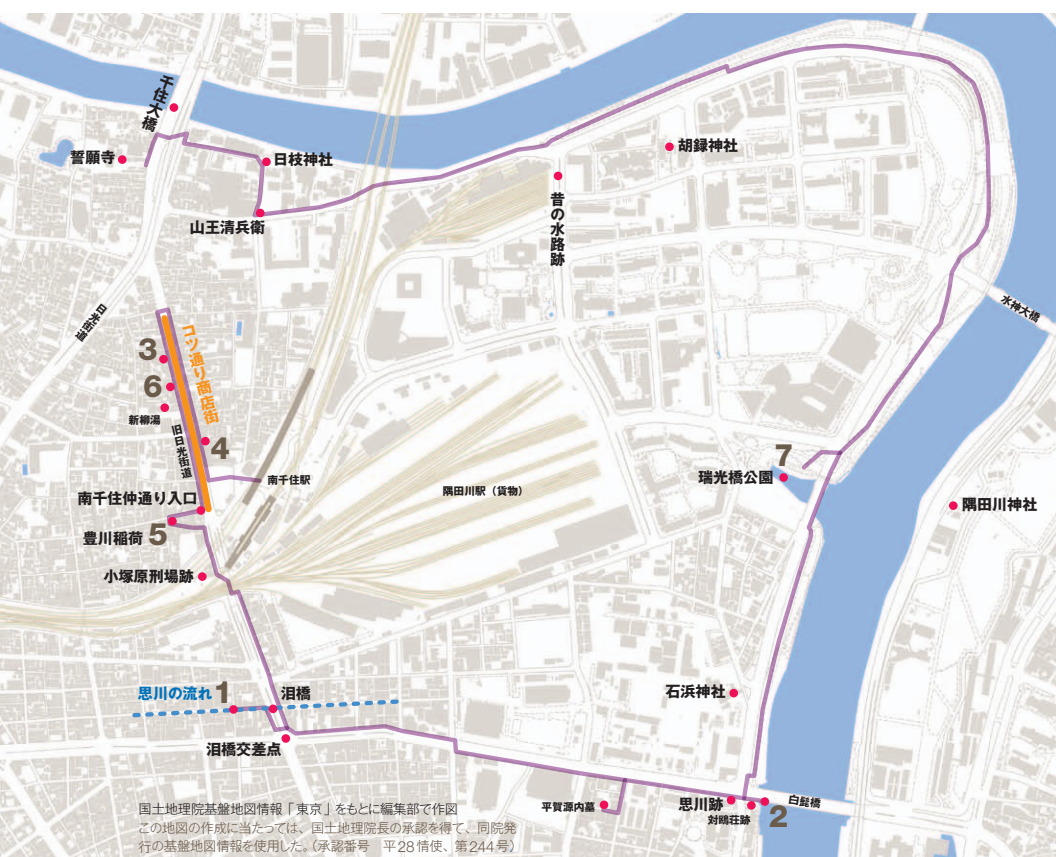 千住大橋
誓願寺
日枝神社
胡録神社
山王清兵衛
昔の水路跡
日光街道
水神大橋
コツ通り商店街
3
6
新柳湯
旧日光街道
4
南千住駅
7
瑞光橋公園
隅田川駅(貨物)
隅田川神社
南千住仲通り入口
豊川稲荷 5
小塚原刑場跡
思川の流れ 1
泪橋
石浜神社
泪橋交差点
平賀源内墓
思川跡
対鷗荘跡
2
白髭橋
国土地理院基盤地図情報「東京」をもとに編集部で作図
この地図の作成に当たっては、国土地理院長の承認を得て、同院発
行の基盤地図情報を使用した。(承認番号 平28情使、第244号)